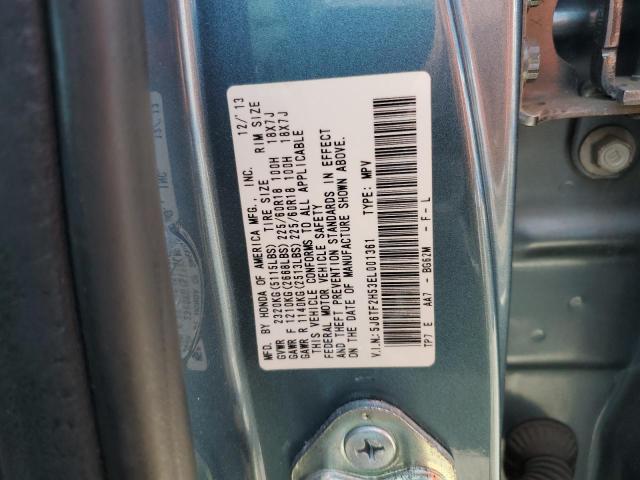 MFD. BY HONDA OF AMERICA MFG., INC. 12/'13
GVWR 2320KG(5115LBS) TIRE SIZE RIM SIZE
GAWR F 1210KG(2668LBS) 225/60R18 100H 18X7J
GAWR R 1140KG(2513LBS) 225/60R18 100H 18X7J
THIS VEHICLE CONFORMS TO ALL APPLICABLE
FEDERAL MOTOR VEHICLE SAFETY
AND THEFT PREVENTION STANDARDS IN EFFECT
ON THE DATE OF MANUFACTURE SHOWN ABOVE.
V.I.N.:5J6TF2H53EL001361 TYPE: MPV
TP7 E AA7 - BG62M - F - L